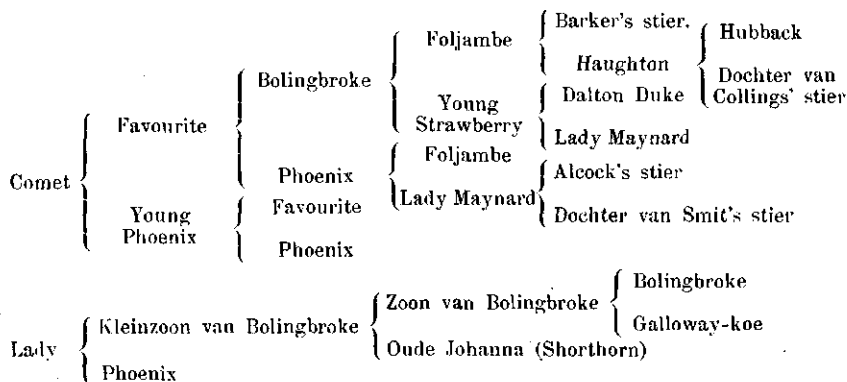 Barker's stier.
Foljambe
Hubback
Haughton
Bolingbroke
Dochter van
Collings' stier
Young
Strawberry
Dalton Duke
Favourite
Lady Maynard
Foljambe
Comet
Phoenix
Alcock's stier
Lady Maynard
Young
Phoenix
Favourite
Dochter van Smit's stier
Phoenix
Bolingbroke
Zoon van Bolingbroke
Kleinzoon van Bolingbroke
Galloway-koe
Lady
Oude Johanna (Shorthorn)
Phoenix